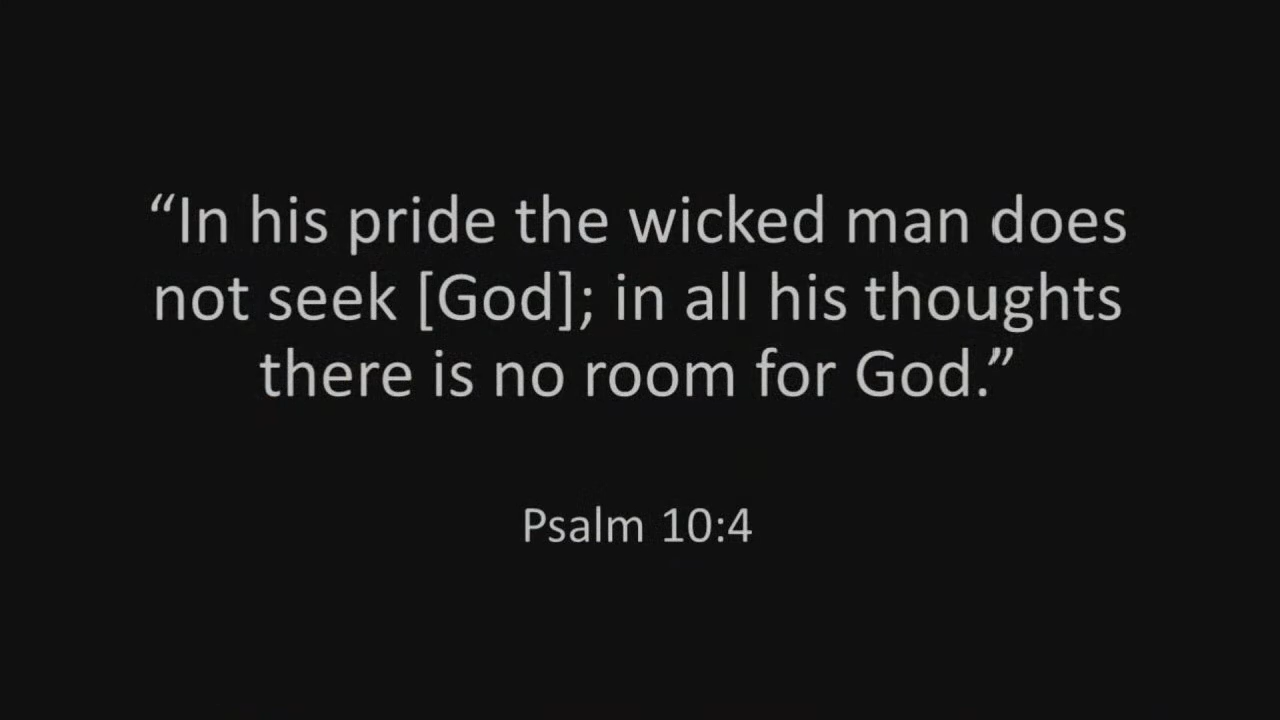 “In his pride the wicked man does
not seek [God]; in all his thoughts
there is no room for God.”
Psalm 10:4